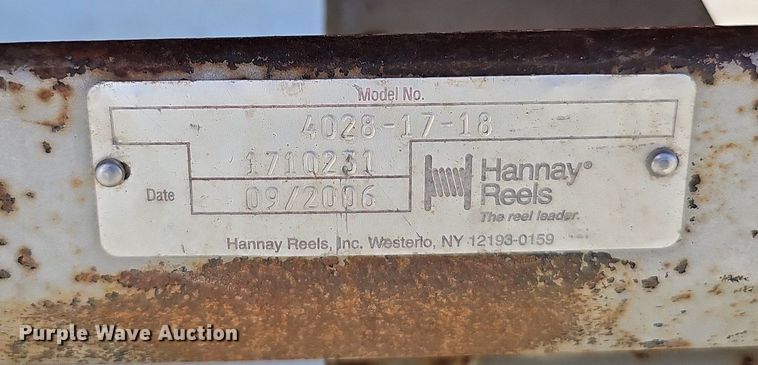 Model No.
4028-17-18
1710231
Date 09/2006
Hannay®
Reels
The reel leader.
Hannay Reels, Inc. Westerlo, NY 12193-0159
Purple Wave Auction